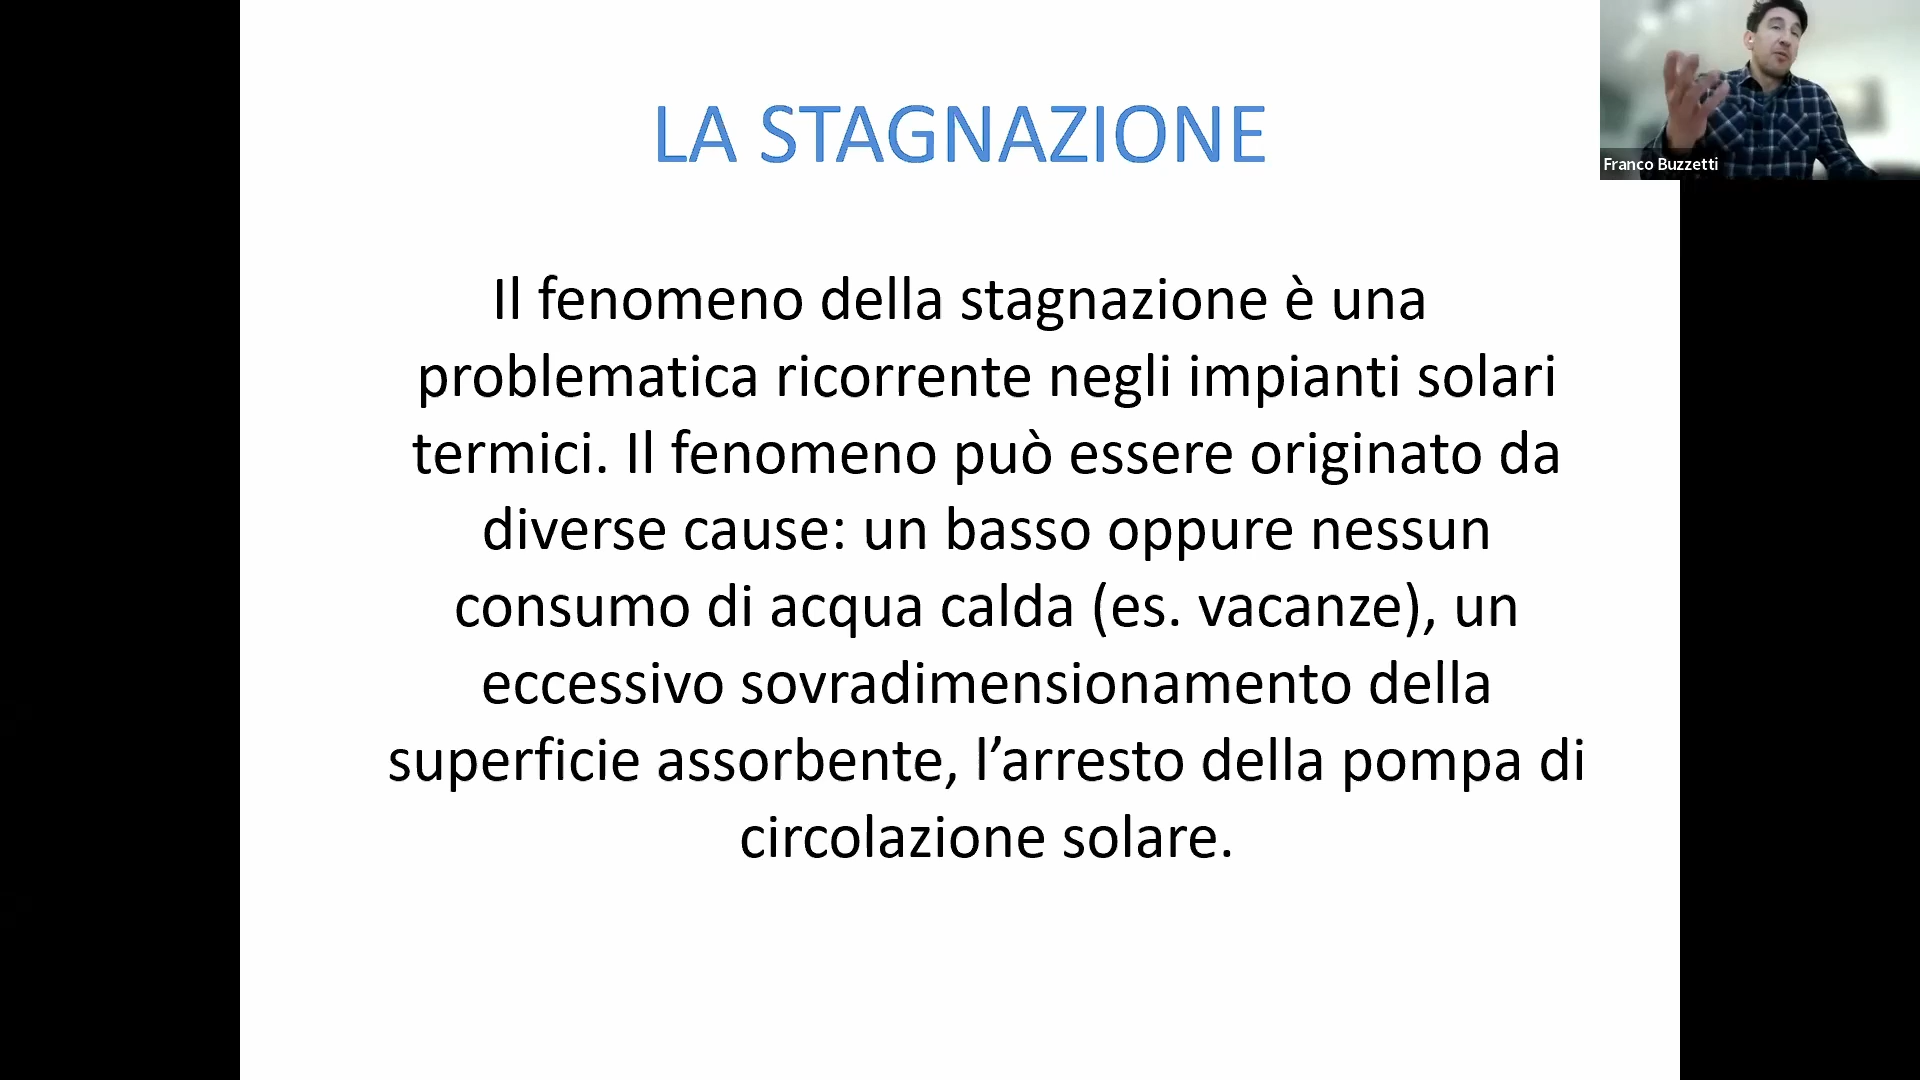 LA STAGNAZIONE
Franco Buzzetti
Il fenomeno della stagnazione è una
problematica ricorrente negli impianti solari
termici. Il fenomeno può essere originato da
diverse cause: un basso oppure nessun
consumo di acqua calda (es. vacanze), un
eccessivo sovradimensionamento della
superficie assorbente, l’arresto della pompa di
circolazione solare.